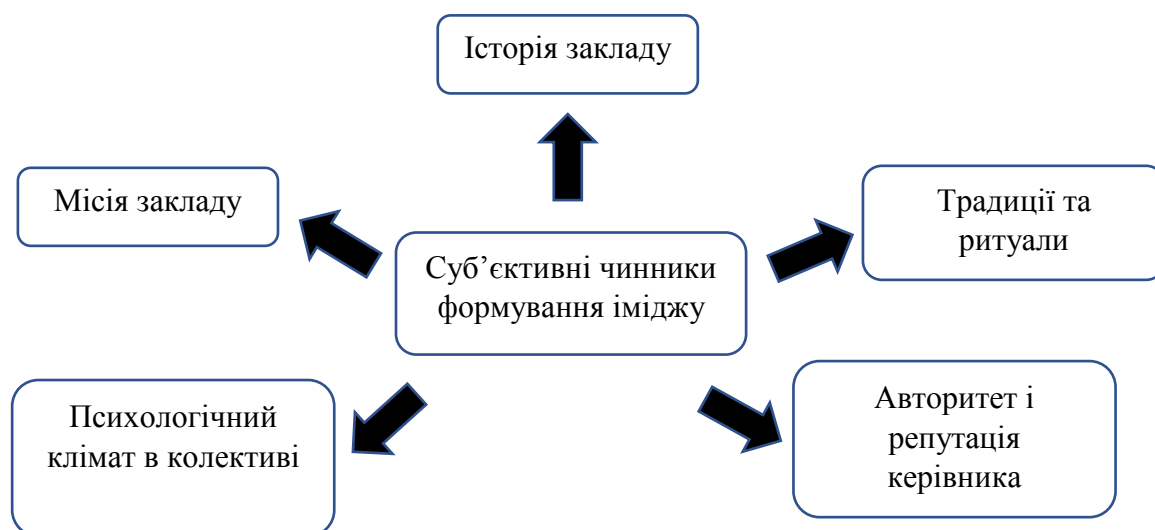 Історія закладу
Місія закладу
Традиції та
ритуали
Суб’єктивні чинники
формування іміджу
Психологічний
клімат в колективі
Авторитет і
репутація
керівника